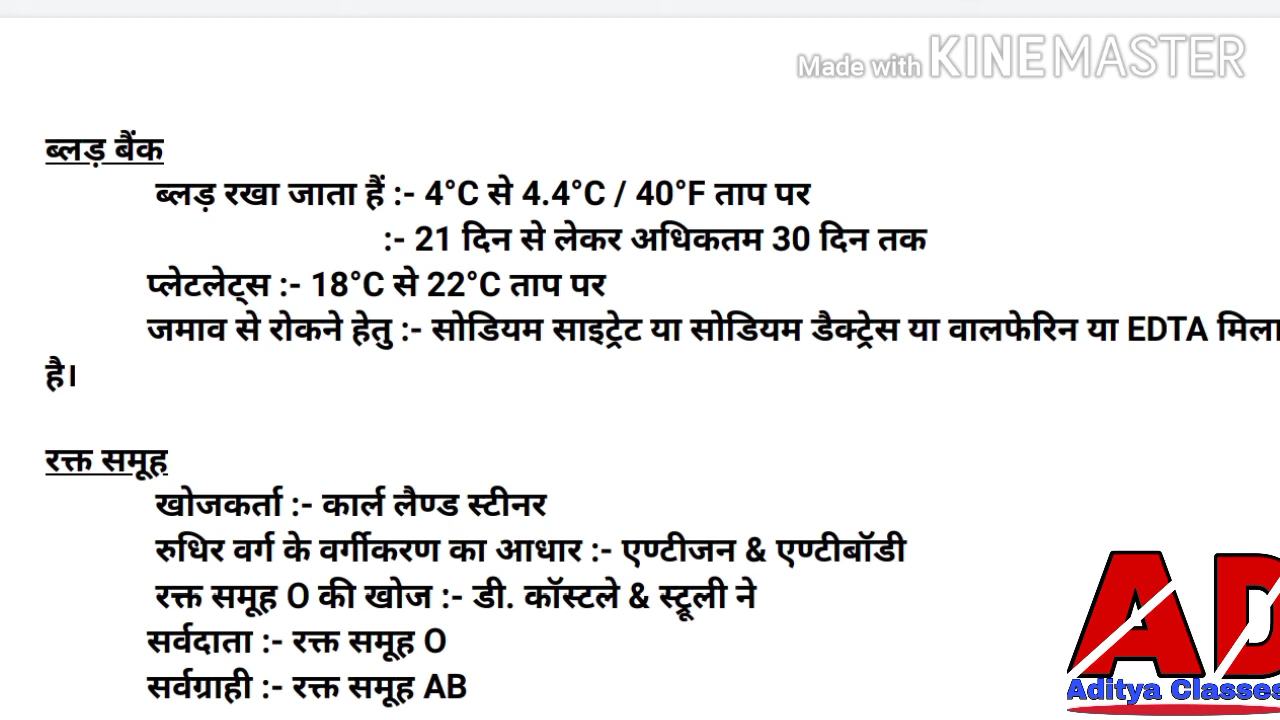 Made with KINEMASTER
ब्लड़ बैंक
ब्लड़ रखा जाता हैं :- 4°C से 4.4°C / 40°F ताप पर
:- 21 दिन से लेकर अधिकतम 30 दिन तक
प्लेटलेट्स :- 18°C से 22°C ताप पर
जमाव से रोकने हेतु :- सोडियम साइट्रेट या सोडियम डैक्ट्रेस या वालफेरिन या EDTA मिला
है।
रक्त समूह
खोजकर्ता :- कार्ल लैण्ड स्टीनर
रुधिर वर्ग के वर्गीकरण का आधार :- एण्टीजन & एण्टीबॉडी
रक्त समूह O की खोज :- डी. कॉस्टले & स्ट्रूली ने
सर्वदाता :- रक्त समूह O
सर्वग्राही :- रक्त समूह AB
AD
Aditya Classes